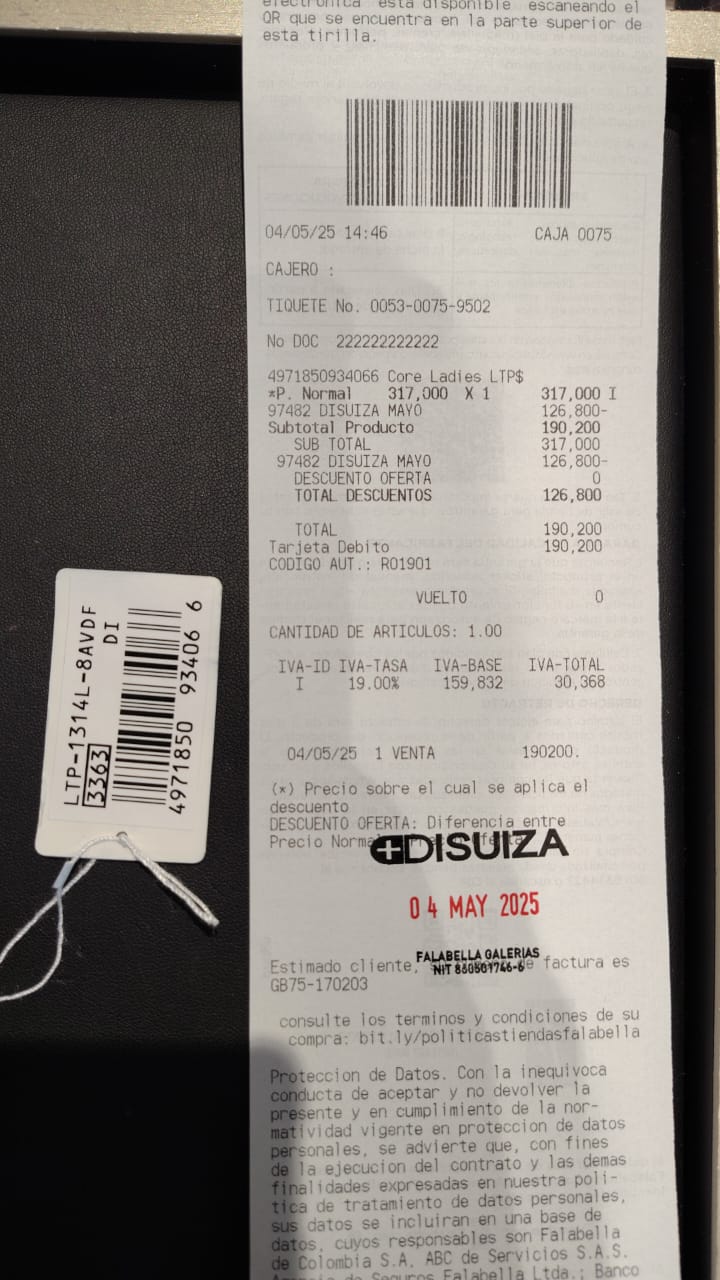 electronica esta disponible escaneando el
QR que se encuentra en la parte superior de
esta tirilla.
04/05/25 14:46 CAJA 0075
CAJERO :
TIQUETE No. 0053-0075-9502
No DOC 222222222222
4971850934066 Core Ladies LTP$
*P. Normal 317,000 X 1 317,000 I
97482 DISUIZA MAYO 126,800-
Subtotal Producto 190,200
SUB TOTAL 317,000
97482 DISUIZA MAYO 126,800-
DESCUENTO OFERTA 0
TOTAL DESCUENTOS 126,800
TOTAL 190,200
Tarjeta Debito 190,200
CODIGO AUT.: R01901
VUELTO 0
CANTIDAD DE ARTICULOS: 1.00
IVA-ID IVA-TASA IVA-BASE IVA-TOTAL
I 19.00% 159,832 30,368
04/05/25 1 VENTA 190200.
(*) Precio sobre el cual se aplica el
descuento
DESCUENTO OFERTA: Diferencia entre
Precio Norma
DISUIZA
04 MAY 2025
FALABELLA GALERIAS
NIT 860501746-6
Estimado cliente, de factura es
GB75-170203
consulte los terminos y condiciones de su
compra: bit.ly/politicastiendasfalabella
Proteccion de Datos. Con la inequivoca
conducta de aceptar y no devolver la
presente y en cumplimiento de la nor-
matividad vigente en proteccion de datos
personales, se advierte que, con fines
de la ejecucion del contrato y las demas
finalidades expresadas en nuestra poli-
tica de tratamiento de datos personales,
sus datos se incluiran en una base de
datos, cuyos responsables son Falabella
de Colombia S.A, ABC de Servicios S.A.S.
de Seguros Falabella Ltda.; Banco
LTP-1314L-8AVDF
DI
3363
4971850 93406 6